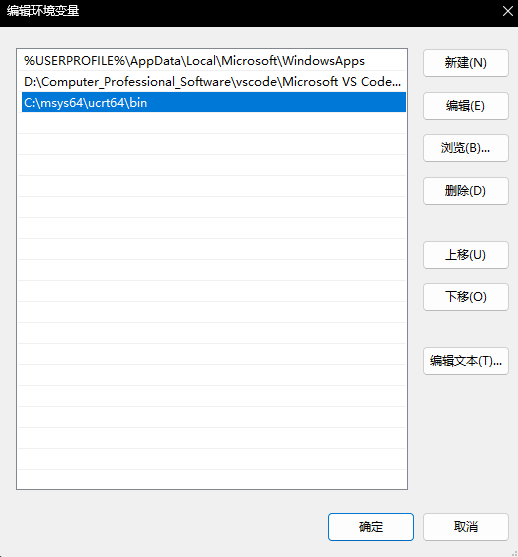 编辑环境变量
%USERPROFILE%\AppData\Local\Microsoft\WindowsApps
D:\Computer_Professional_Software\vscode\Microsoft VS Code...
C:\msys64\ucrt64\bin
新建(N)
编辑(E)
浏览(B)...
删除(D)
上移(U)
下移(O)
编辑文本(T)...
确定
取消